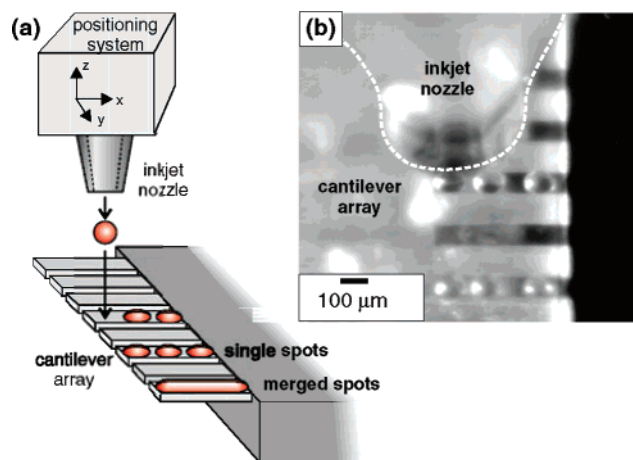 (a)
positioning
system
z
x
y
inkjet
nozzle
cantilever
array
single spots
merged spots
(b)
inkjet
nozzle
cantilever
array
100 µm